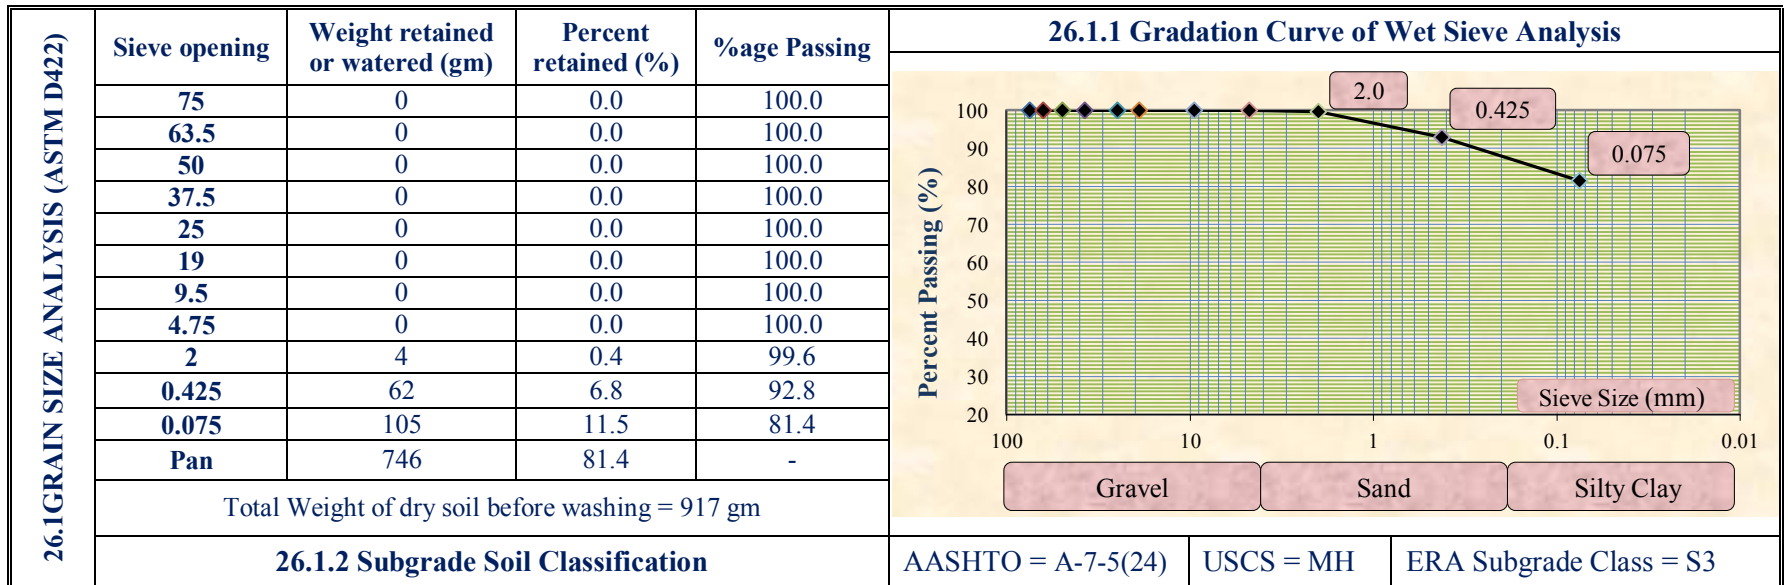 26.1GRAIN SIZE ANALYSIS (ASTM D422)
Sieve opening Weight retained or watered (gm) Percent retained (%) %age Passing
75 0 0.0 100.0
63.5 0 0.0 100.0
50 0 0.0 100.0
37.5 0 0.0 100.0
25 0 0.0 100.0
19 0 0.0 100.0
9.5 0 0.0 100.0
4.75 0 0.0 100.0
2 4 0.4 99.6
0.425 62 6.8 92.8
0.075 105 11.5 81.4
Pan 746 81.4 -
Total Weight of dry soil before washing = 917 gm
26.1.1 Gradation Curve of Wet Sieve Analysis
2.0
0.425
0.075
Percent Passing (%)
100
90
80
70
60
50
40
30
20
Sieve Size (mm)
100 10 1 0.1 0.01
Gravel Sand Silty Clay
26.1.2 Subgrade Soil Classification AASHTO = A-7-5(24) USCS = MH ERA Subgrade Class = S3